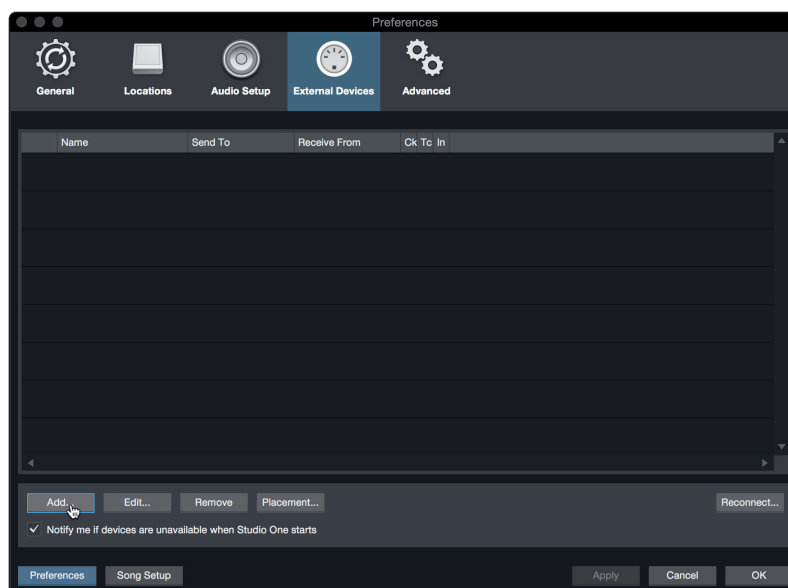 Preferences
General Locations Audio Setup External Devices Advanced
Name Send To Receive From Ck Tc In
Add... Edit... Remove Placement... Reconnect...
Notify me if devices are unavailable when Studio One starts
Preferences Song Setup Apply Cancel OK